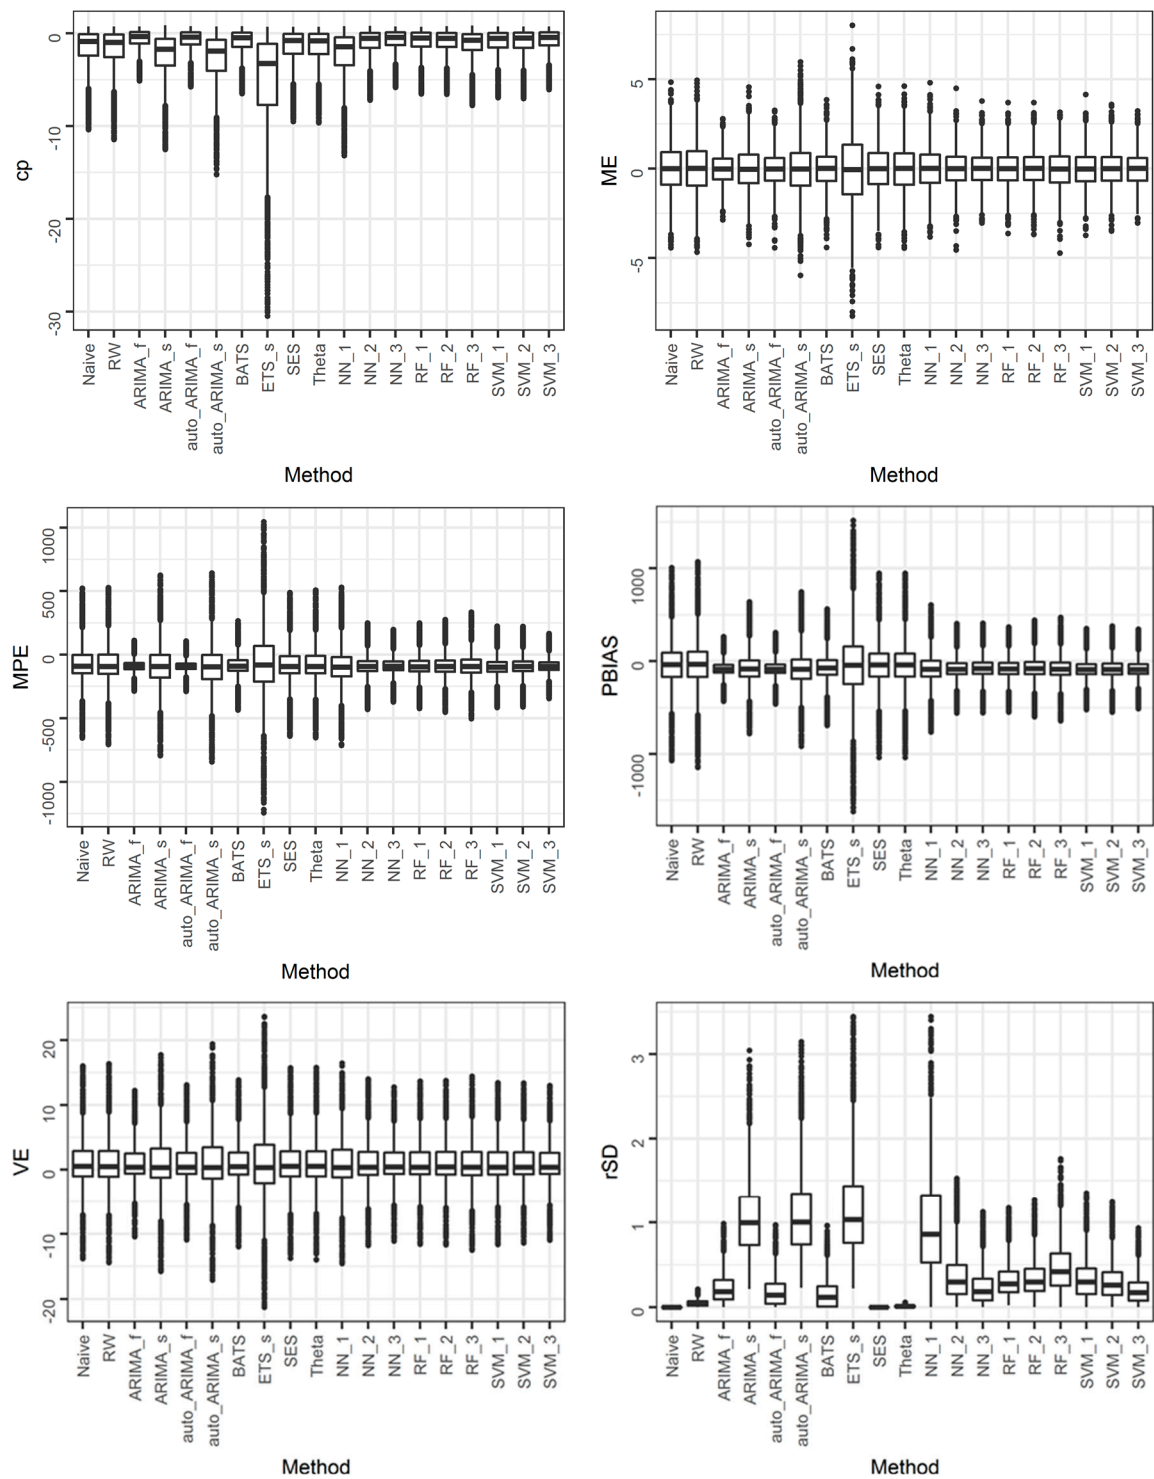 cp
0
-10
-20
-30
Naive
RW
ARIMA_f
ARIMA_s
auto_ARIMA_f
auto_ARIMA_s
BATS
ETS_s
SES
Theta
NN_1
NN_2
NN_3
RF_1
RF_2
RF_3
SVM_1
SVM_2
SVM_3
Method
ME
5
0
-5
Naive
RW
ARIMA_f
ARIMA_s
auto_ARIMA_f
auto_ARIMA_s
BATS
ETS_s
SES
Theta
NN_1
NN_2
NN_3
RF_1
RF_2
RF_3
SVM_1
SVM_2
SVM_3
Method
MPE
1000
500
0
-500
-1000
Naive
RW
ARIMA_f
ARIMA_s
auto_ARIMA_f
auto_ARIMA_s
BATS
ETS_s
SES
Theta
NN_1
NN_2
NN_3
RF_1
RF_2
RF_3
SVM_1
SVM_2
SVM_3
Method
PBIAS
1000
0
-1000
Naive
RW
ARIMA_f
ARIMA_s
auto_ARIMA_f
auto_ARIMA_s
BATS
ETS_s
SES
Theta
NN_1
NN_2
NN_3
RF_1
RF_2
RF_3
SVM_1
SVM_2
SVM_3
Method
VE
20
10
0
-10
-20
Naive
RW
ARIMA_f
ARIMA_s
auto_ARIMA_f
auto_ARIMA_s
BATS
ETS_s
SES
Theta
NN_1
NN_2
NN_3
RF_1
RF_2
RF_3
SVM_1
SVM_2
SVM_3
Method
rSD
3
2
1
0
Naive
RW
ARIMA_f
ARIMA_s
auto_ARIMA_f
auto_ARIMA_s
BATS
ETS_s
SES
Theta
NN_1
NN_2
NN_3
RF_1
RF_2
RF_3
SVM_1
SVM_2
SVM_3
Method